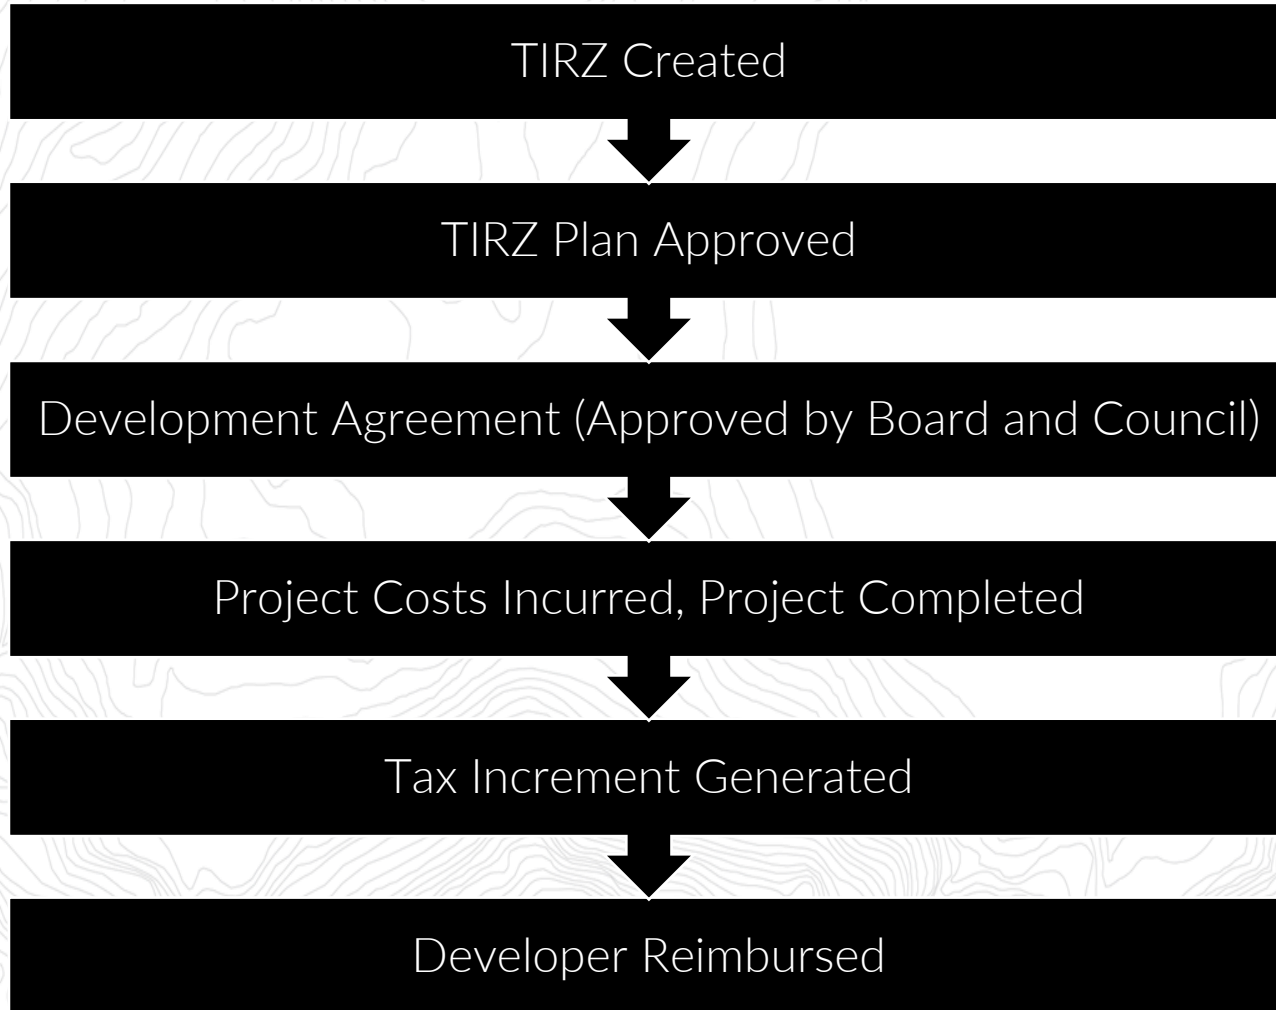 TIRZ Created
TIRZ Plan Approved
Development Agreement (Approved by Board and Council)
Project Costs Incurred, Project Completed
Tax Increment Generated
Developer Reimbursed